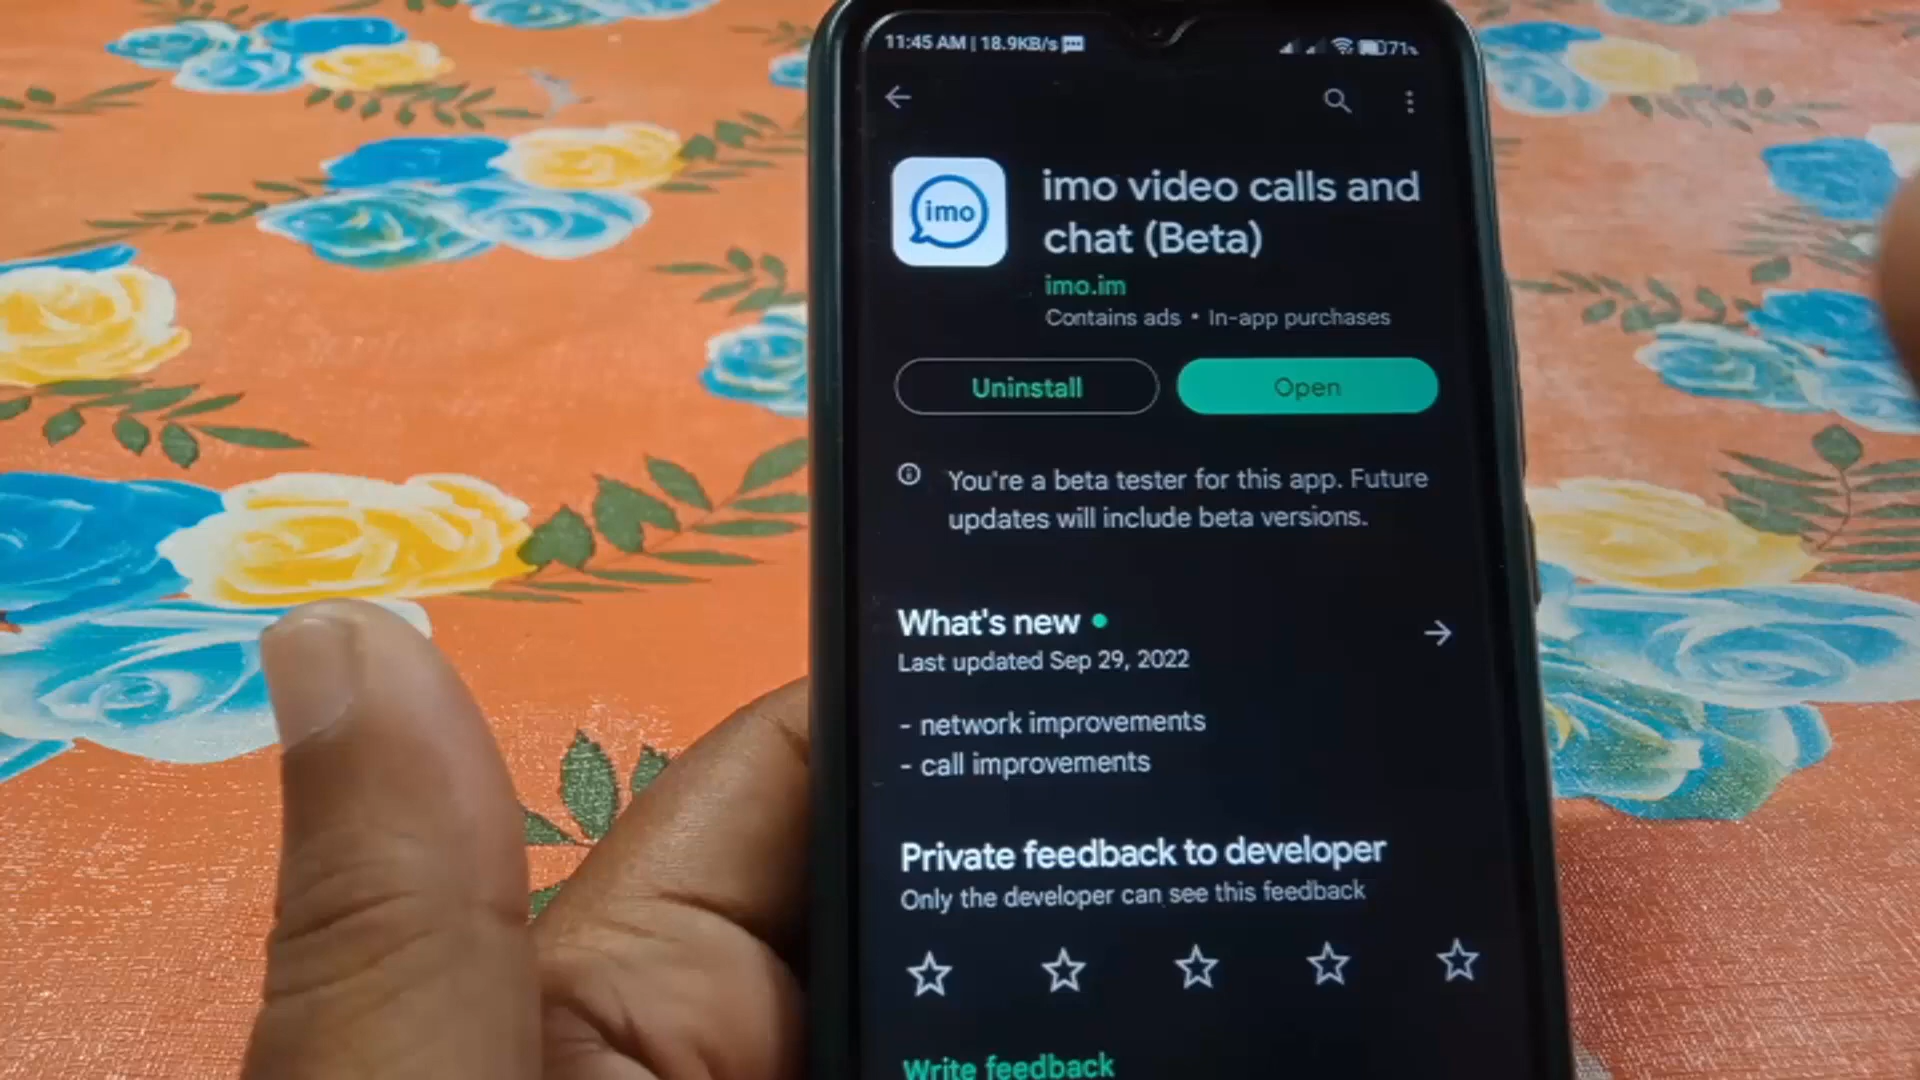 11:45 AM | 18.9KB/s
71%
imo
imo video calls and
chat (Beta)
imo.im
Contains ads • In-app purchases
Uninstall
Open
You're a beta tester for this app. Future
updates will include beta versions.
What's new
Last updated Sep 29, 2022
- network improvements
- call improvements
Private feedback to developer
Only the developer can see this feedback
Write feedback